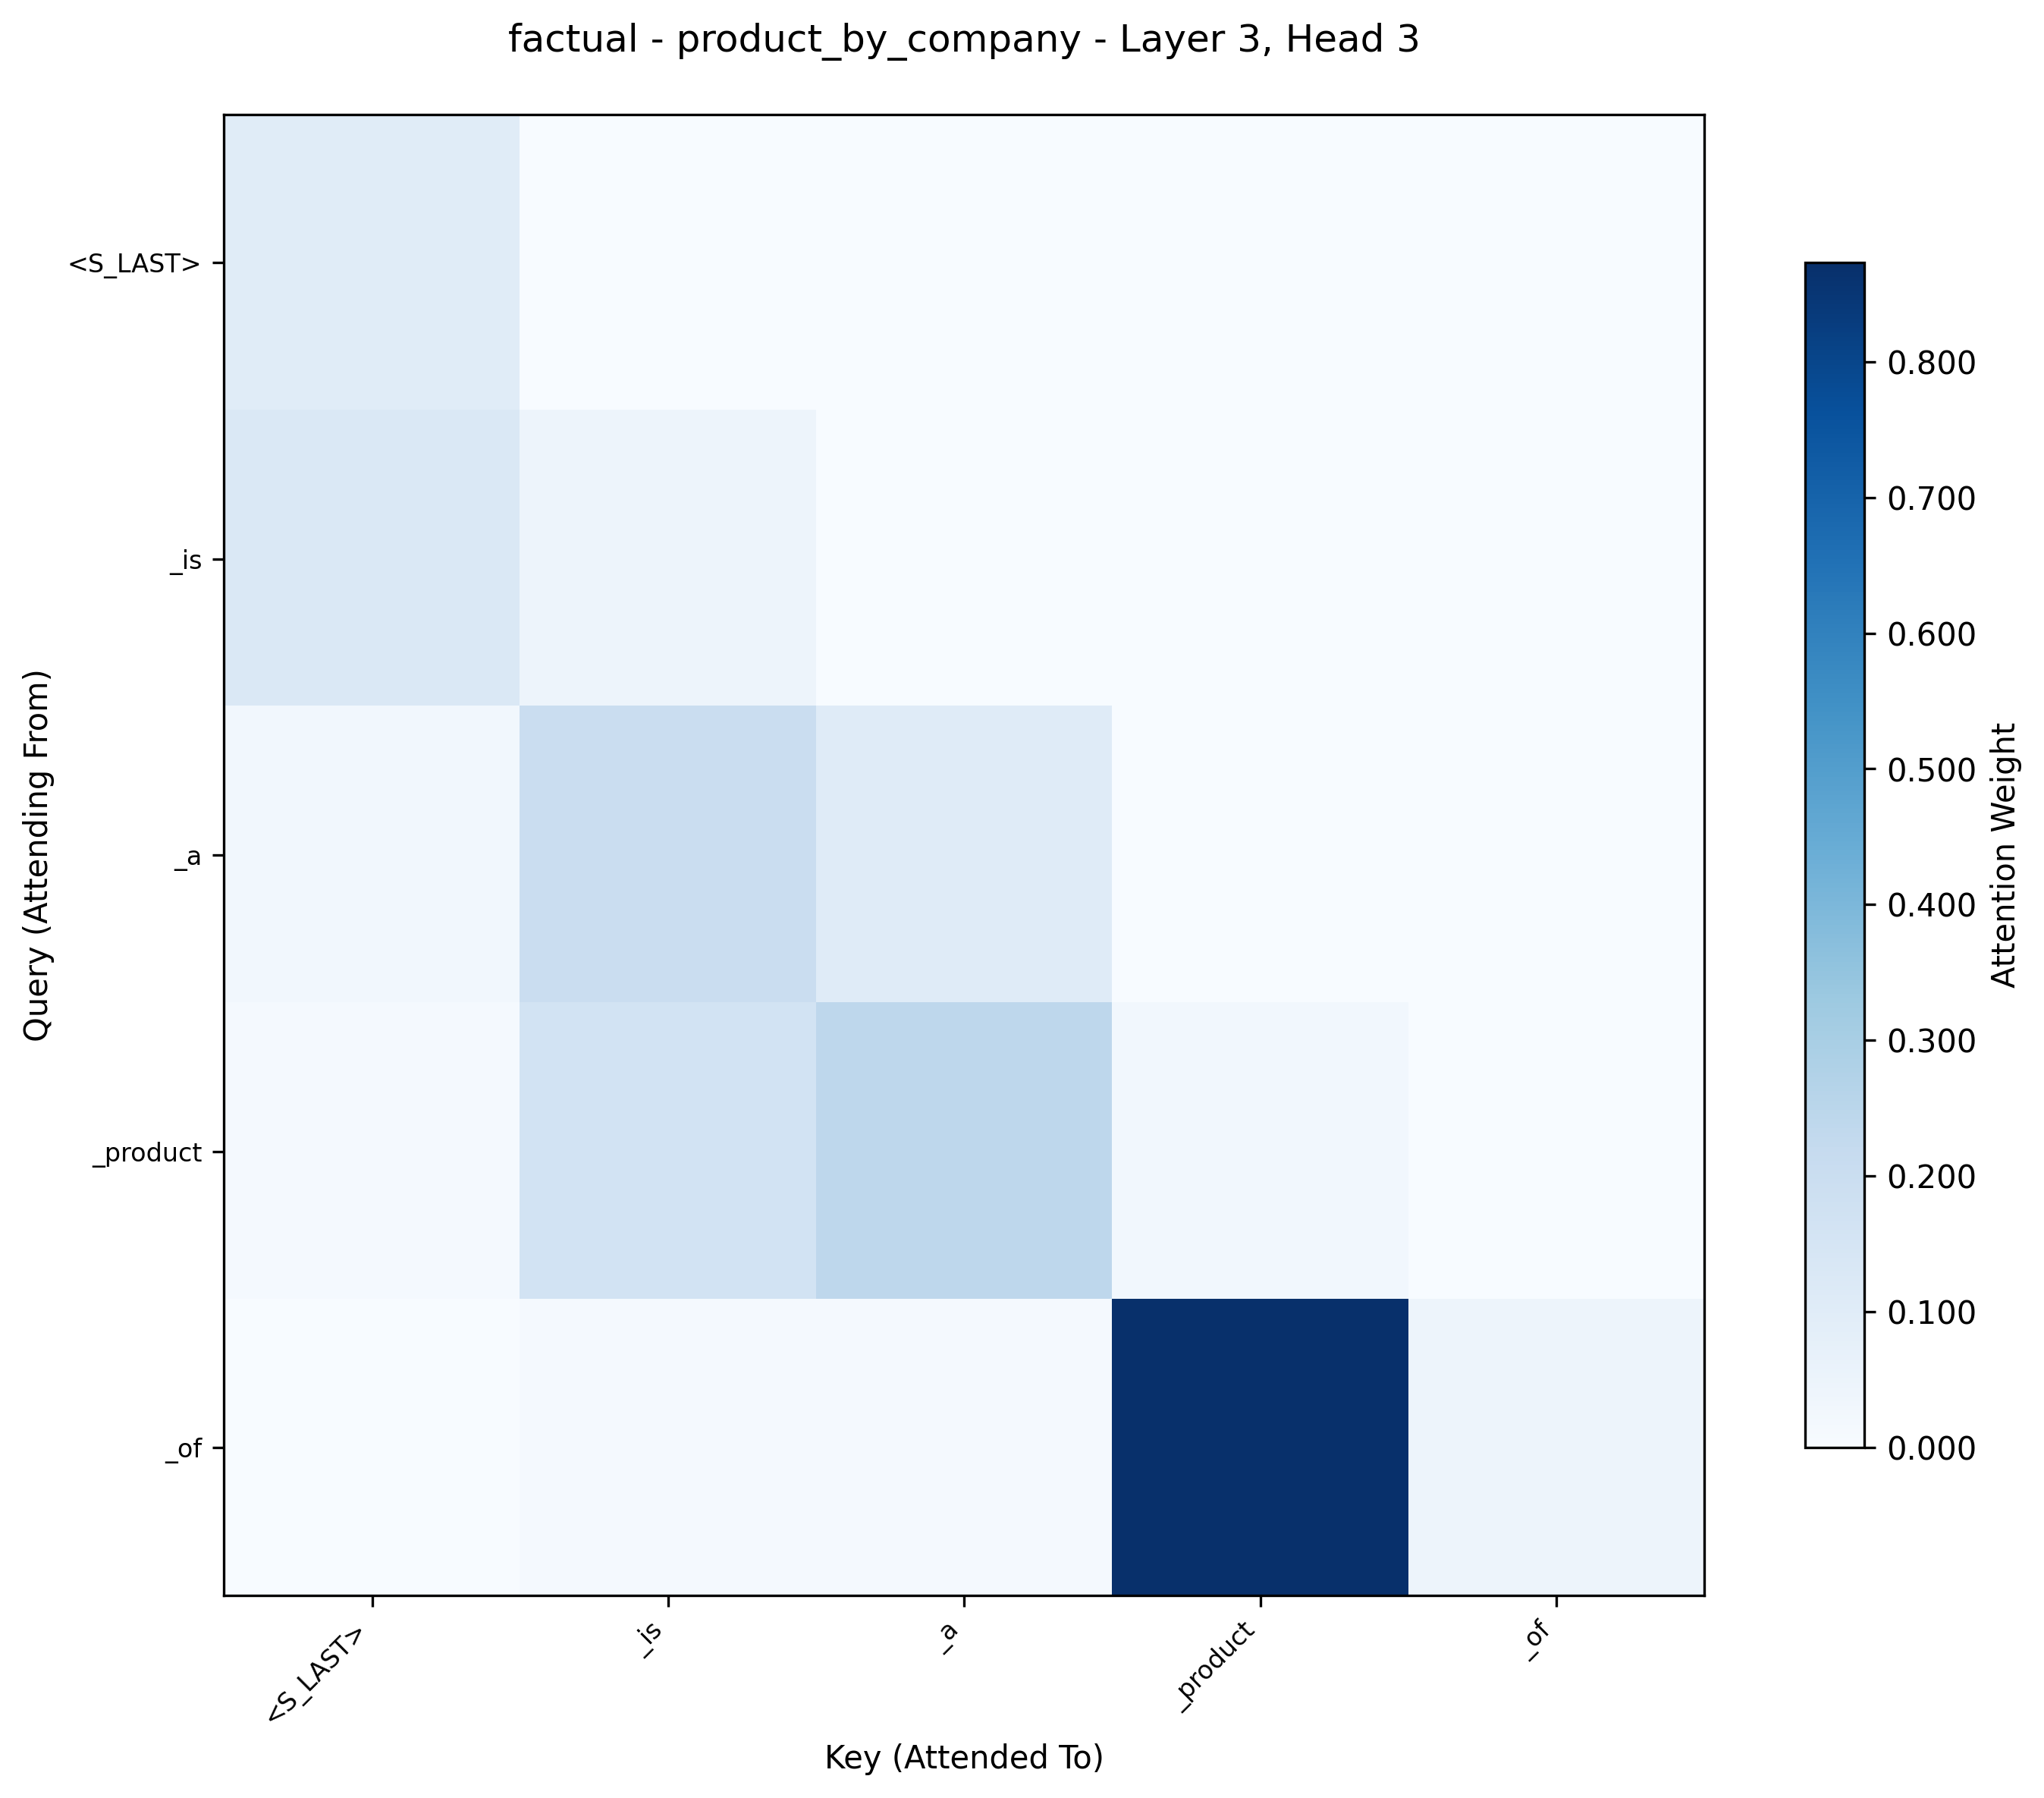 factual - product_by_company - Layer 3, Head 3
<S_LAST>
_is
_a
_product
_of
Query (Attending From)
<S_LAST>
_is
_a
_product
_of
Key (Attended To)
0.800
0.700
0.600
0.500
0.400
0.300
0.200
0.100
0.000
Attention Weight